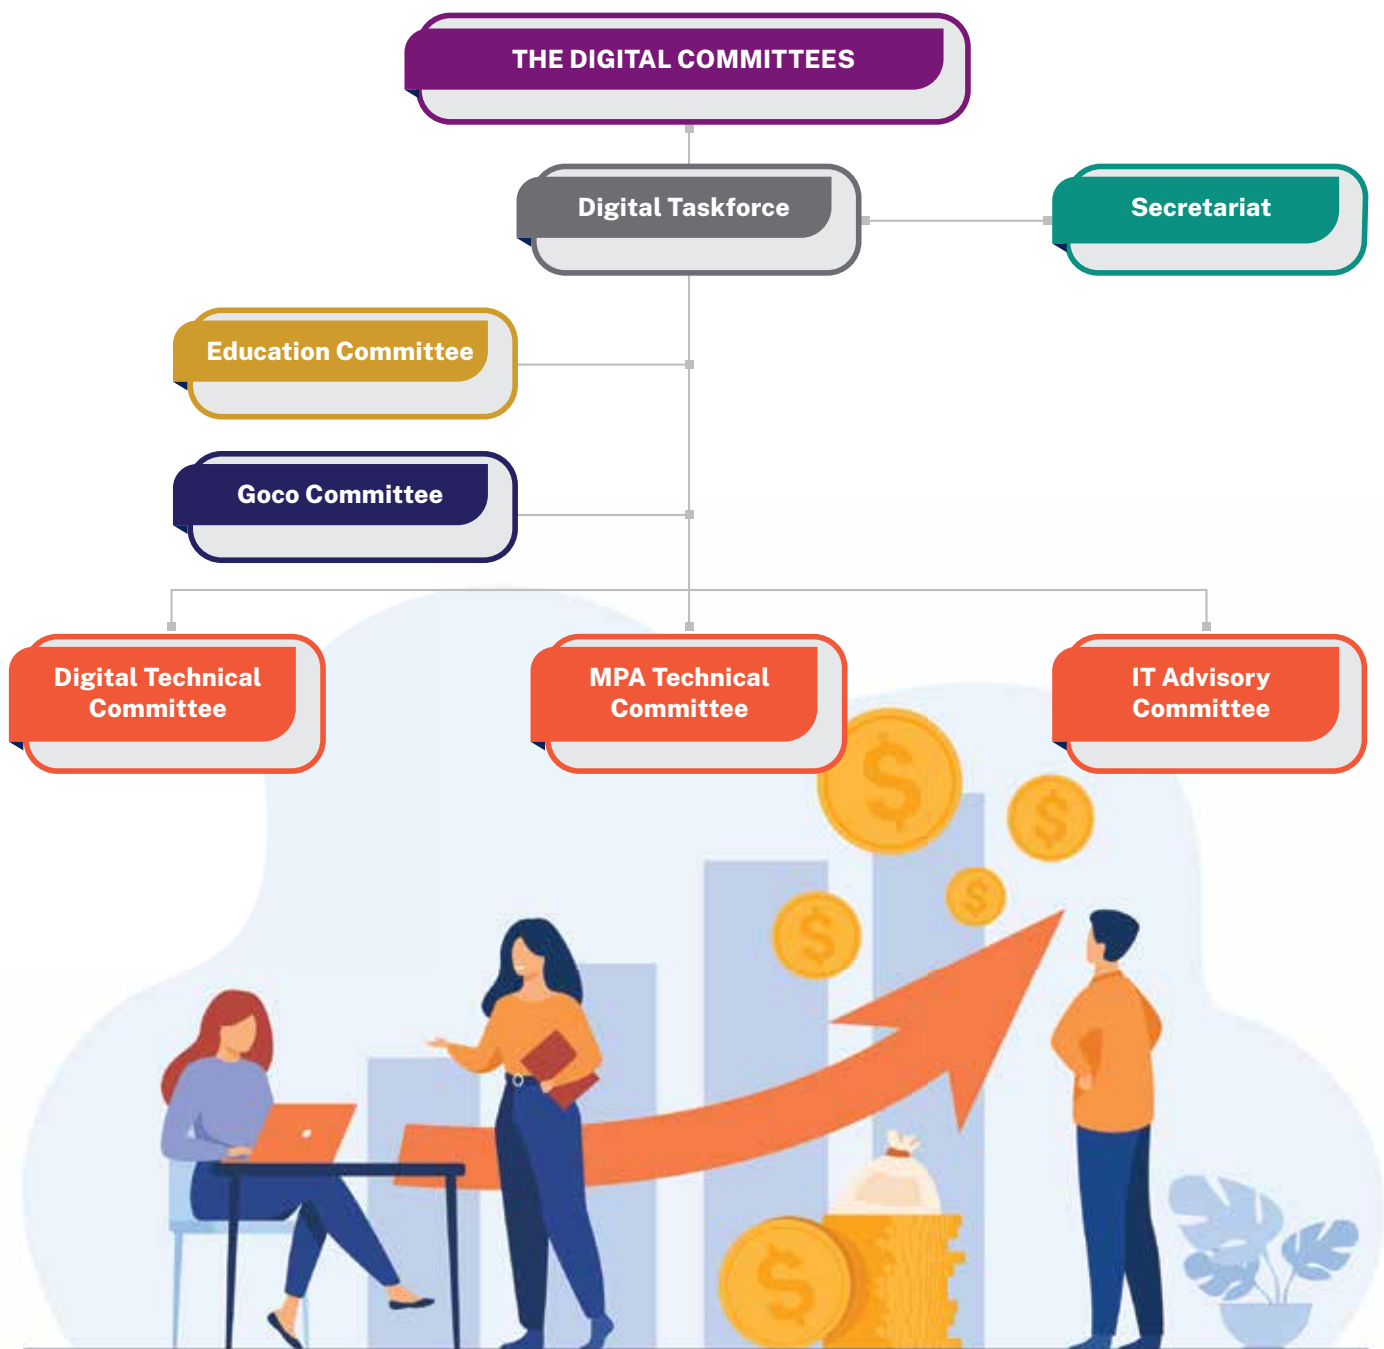 THE DIGITAL COMMITTEES
Digital Taskforce
Secretariat
Education Committee
Goco Committee
Digital Technical
Committee
MPA Technical
Committee
IT Advisory
Committee
$
$
$
$
$